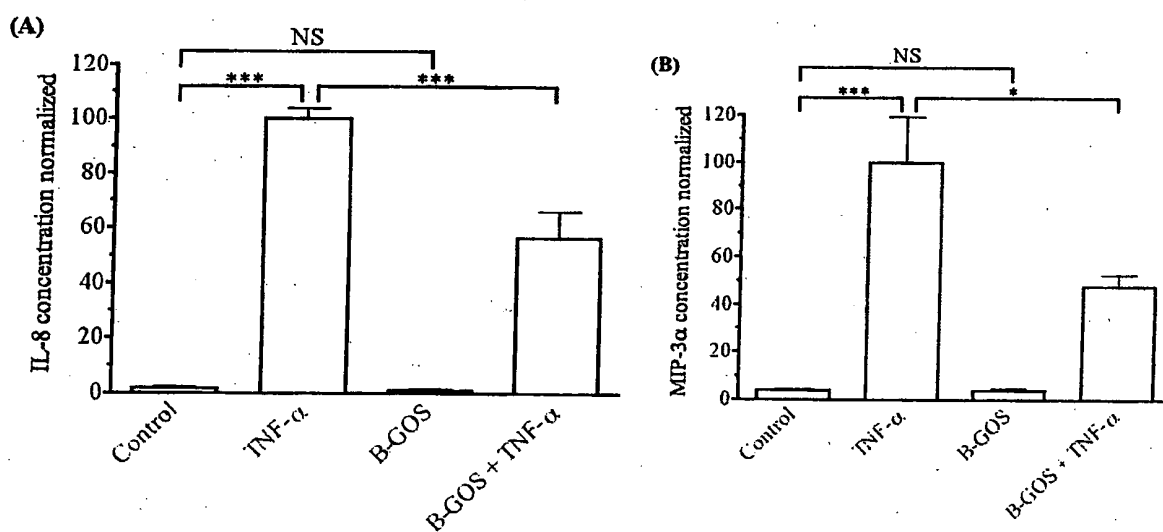 (A)
NS
***
***
IL-8 concentration normalized
120
100
80
60
40
20
0
Control
TNF-α
B-GOS
B-GOS + TNF-α
(B)
NS
***
*
MIP-3α concentration normalized
120
100
80
60
40
20
0
Control
TNF-α
B-GOS
B-GOS + TNF-α